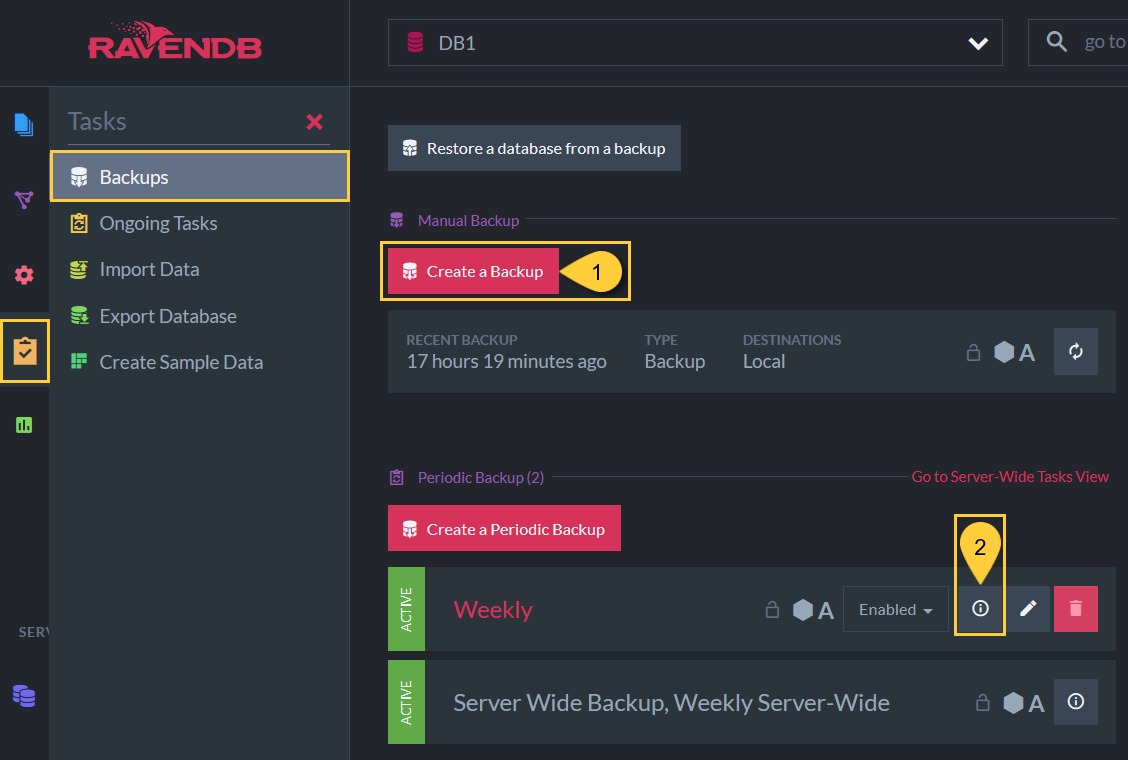 RAVENDB
DB1
go to
Tasks
Backups
Ongoing Tasks
Import Data
Export Database
Create Sample Data
SERV
Restore a database from a backup
Manual Backup
Create a Backup
1
RECENT BACKUP TYPE DESTINATIONS
17 hours 19 minutes ago Backup Local
A
Periodic Backup (2) Go to Server-Wide Tasks View
Create a Periodic Backup
2
ACTIVE Weekly A Enabled
ACTIVE Server Wide Backup, Weekly Server-Wide A